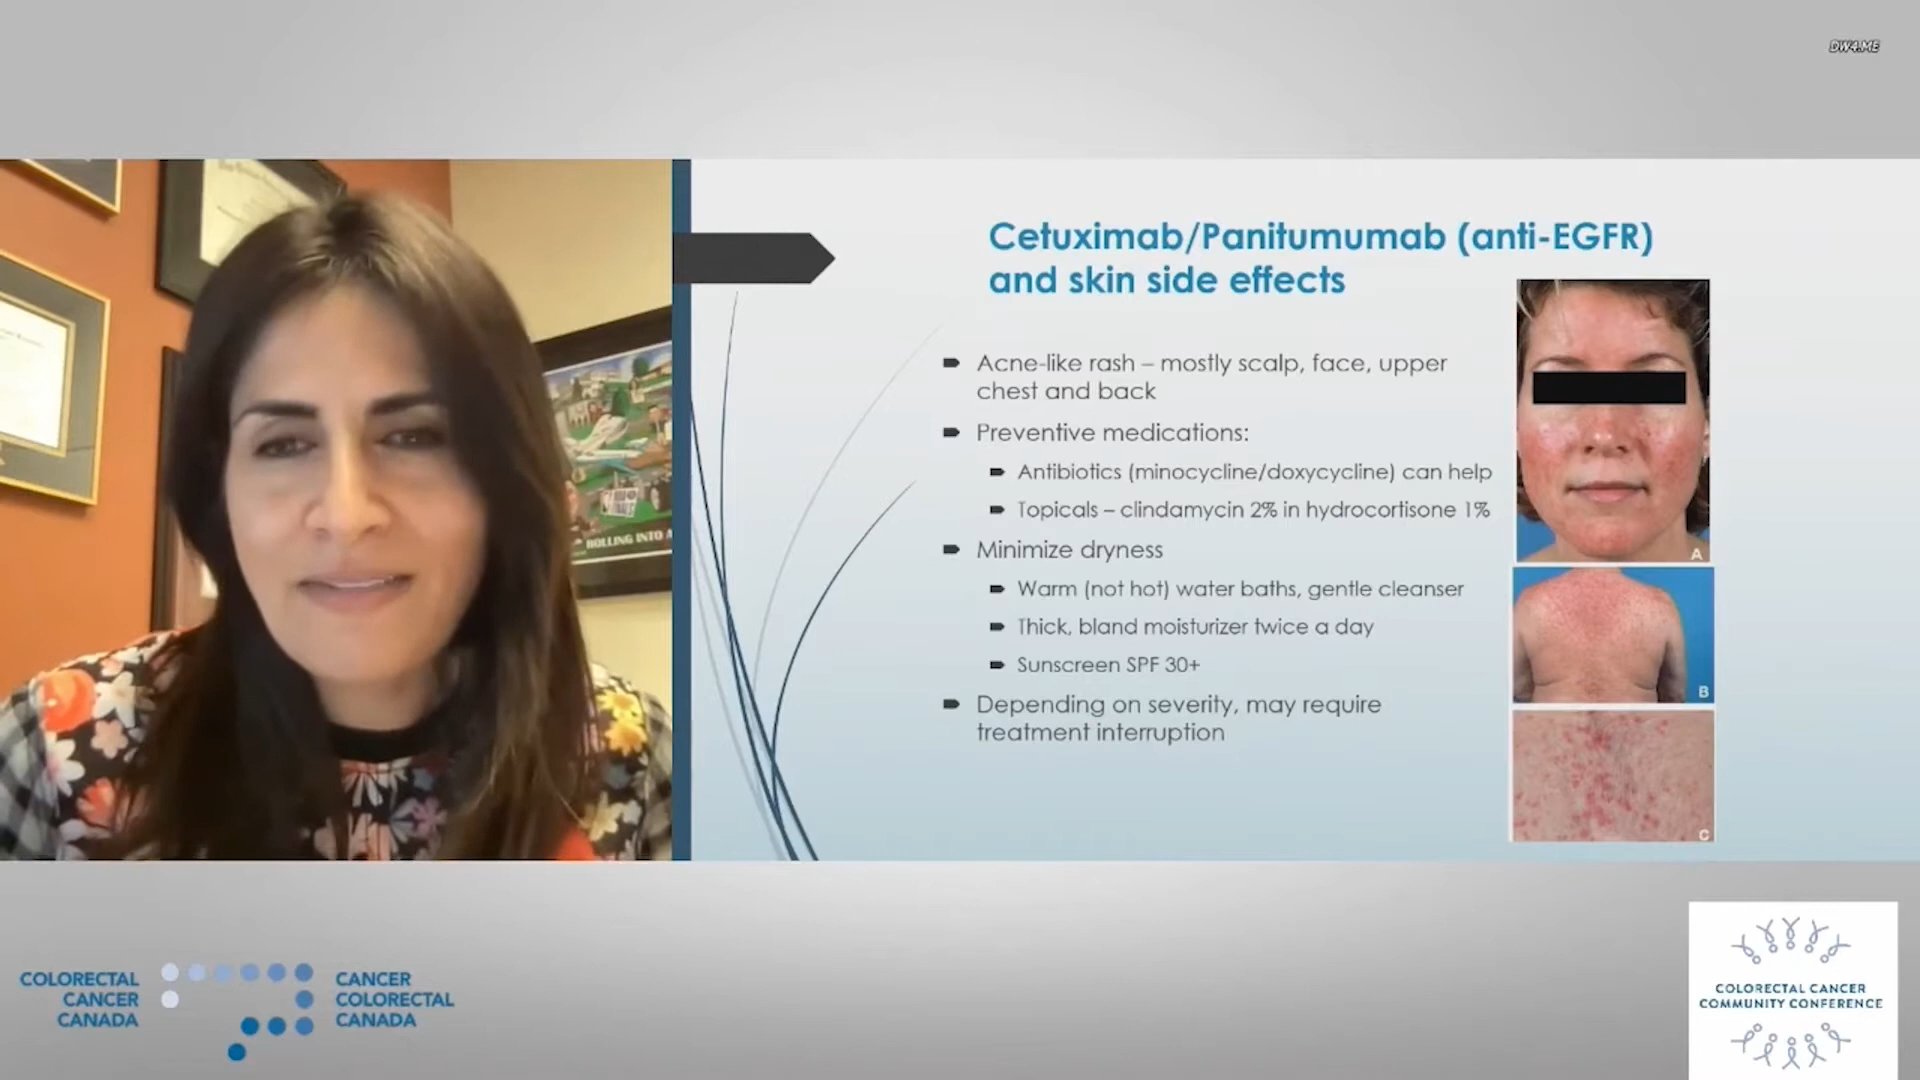 DW4.ME
Cetuximab/Panitumumab (anti-EGFR)
and skin side effects
Acne-like rash – mostly scalp, face, upper
chest and back
Preventive medications:
Antibiotics (minocycline/doxycycline) can help
Topicals – clindamycin 2% in hydrocortisone 1%
Minimize dryness
Warm (not hot) water baths, gentle cleanser
Thick, bland moisturizer twice a day
Sunscreen SPF 30+
Depending on severity, may require
treatment interruption
A
B
C
ROLLING INTO
COLORECTAL
CANCER
CANADA
CANCER
COLORECTAL
CANADA
COLORECTAL CANCER
COMMUNITY CONFERENCE